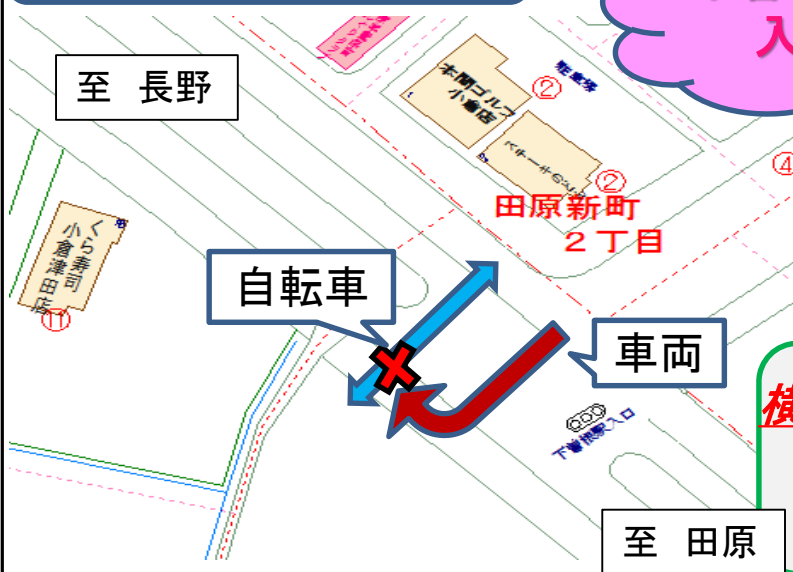 入
至 長野
本間ゴルフ
小倉店
駐車場
②
②
④
田原新町
2丁目
くら寿司
小倉津田店
⑪
自転車
車両
横
下曽根駅入口
至 田原